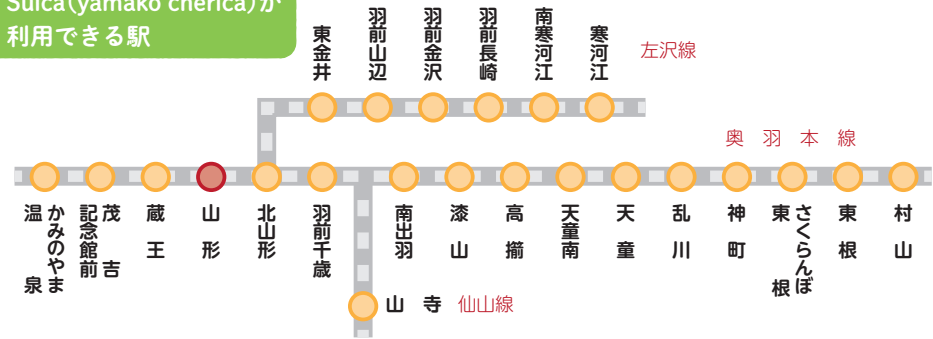 Suica(yamako cherica)が
利用できる駅
東金井
羽前山辺
羽前金沢
羽前長崎
南寒河江
寒河江
左沢線
奥羽本線
かみのやま
温泉
茂吉
記念館前
蔵王
山形
北山形
羽前千歳
南出羽
漆山
高擶
天童南
天童
乱川
神町
さくらんぼ
東根
東根
村山
山寺
仙山線